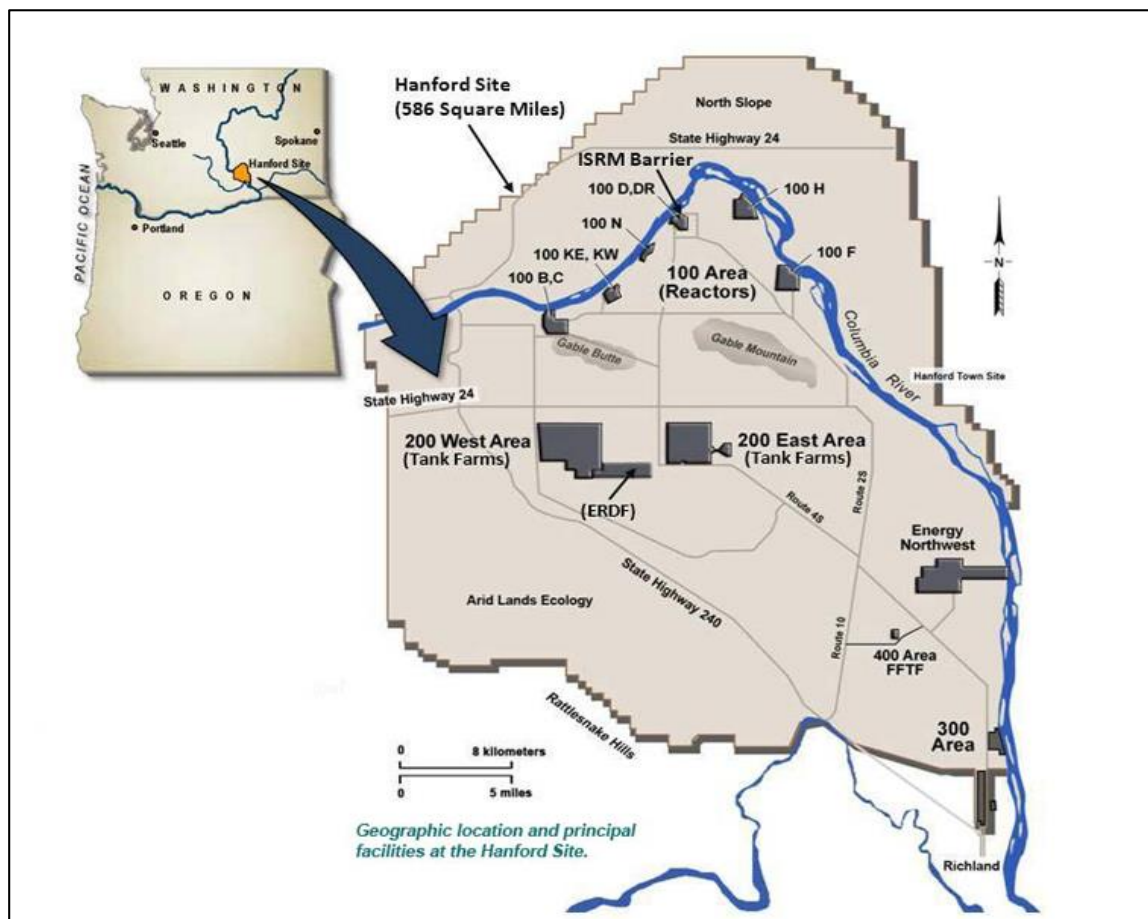 WASHINGTON
Seattle
Spokane
Hanford Site
PACIFIC OCEAN
Portland
OREGON
Hanford Site
(586 Square Miles)
North Slope
State Highway 24
ISRM Barrier
100 D,DR
100 H
100 N
100 KE, KW
100 F
100 B,C
100 Area
(Reactors)
N
Gable Butte
Gable Mountain
Columbia
River
Hanford Town Site
State Highway 24
200 West Area
(Tank Farms)
200 East Area
(Tank Farms)
(ERDF)
Route 4S
Route 2S
Energy
Northwest
Arid Lands Ecology
State Highway 240
Route 10
400 Area
FFTF
Rattlesnake Hills
300
Area
0 8 kilometers
0 5 miles
Geographic location and principal
facilities at the Hanford Site.
Richland